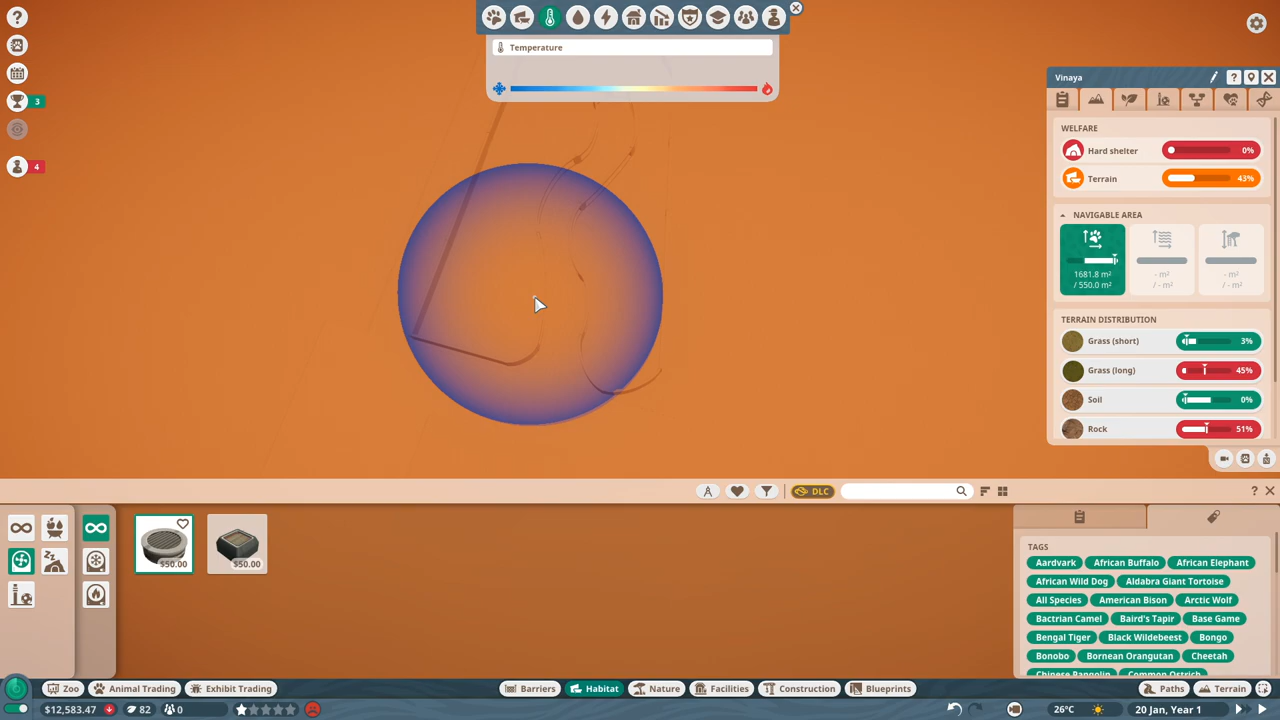 ?
3
4
Temperature
Vinaya
?
WELFARE
Hard shelter
0%
Terrain
43%
NAVIGABLE AREA
1681.8 m²
/ 550.0 m²
- m²
/ - m²
- m²
/ - m²
TERRAIN DISTRIBUTION
Grass (short)
3%
Grass (long)
45%
Soil
0%
Rock
51%
DLC
?
$50.00
$50.00
TAGS
Aardvark
African Buffalo
African Elephant
African Wild Dog
Aldabra Giant Tortoise
All Species
American Bison
Arctic Wolf
Bactrian Camel
Baird's Tapir
Base Game
Bengal Tiger
Black Wildebeest
Bongo
Bonobo
Bornean Orangutan
Cheetah
Chinese Pangolin
Common Ostrich
Zoo
Animal Trading
Exhibit Trading
Barriers
Habitat
Nature
Facilities
Construction
Blueprints
Paths
Terrain
$12,583.47
82
0
26°C
20 Jan, Year 1